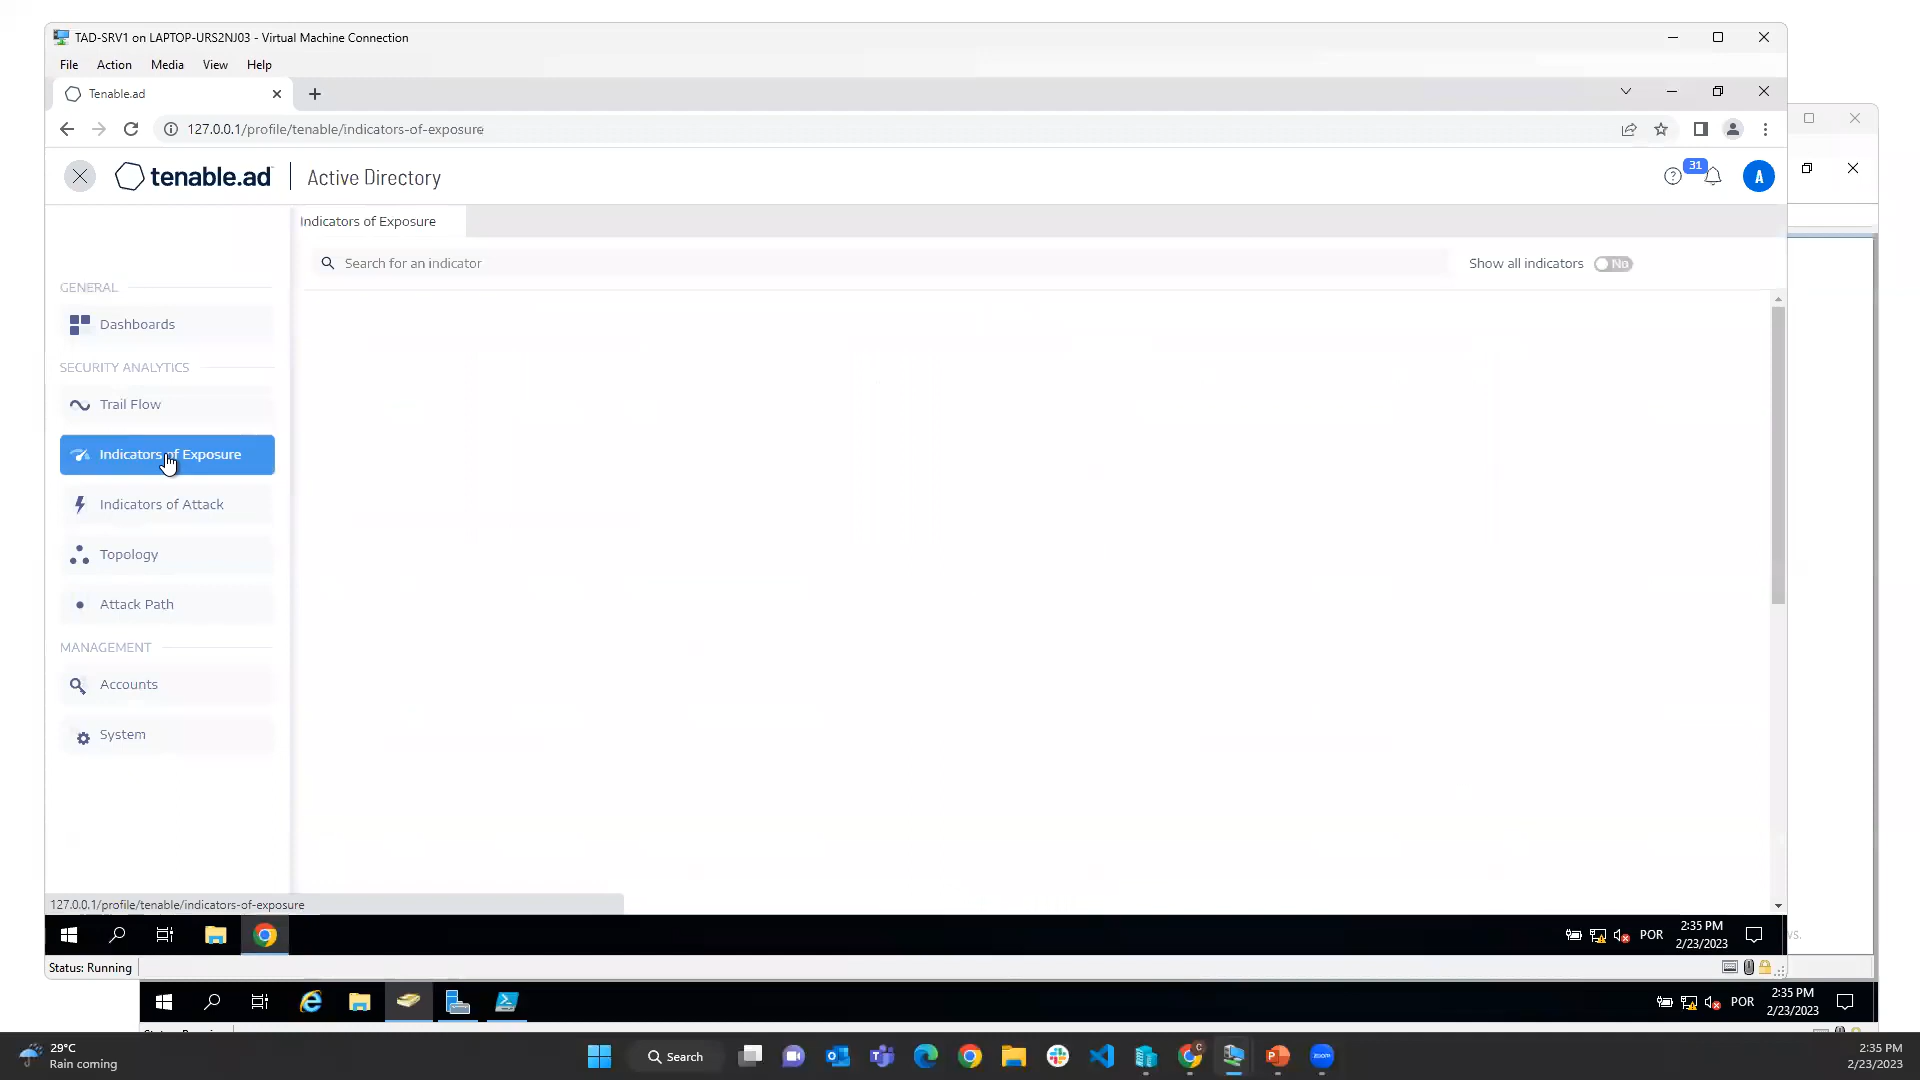 TAD-SRV1 on LAPTOP-URS2NJ03 - Virtual Machine Connection
File Action Media View Help
Tenable.ad
127.0.0.1/profile/tenable/indicators-of-exposure
tenable.ad Active Directory
31
A
Indicators of Exposure
Search for an indicator
Show all indicators No
GENERAL
Dashboards
SECURITY ANALYTICS
Trail Flow
Indicators of Exposure
Indicators of Attack
Topology
Attack Path
MANAGEMENT
Accounts
System
127.0.0.1/profile/tenable/indicators-of-exposure
POR
2:35 PM
2/23/2023
vs.
Status: Running
POR
2:35 PM
2/23/2023
29°C
Rain coming
Search
zoom
2:35 PM
2/23/2023